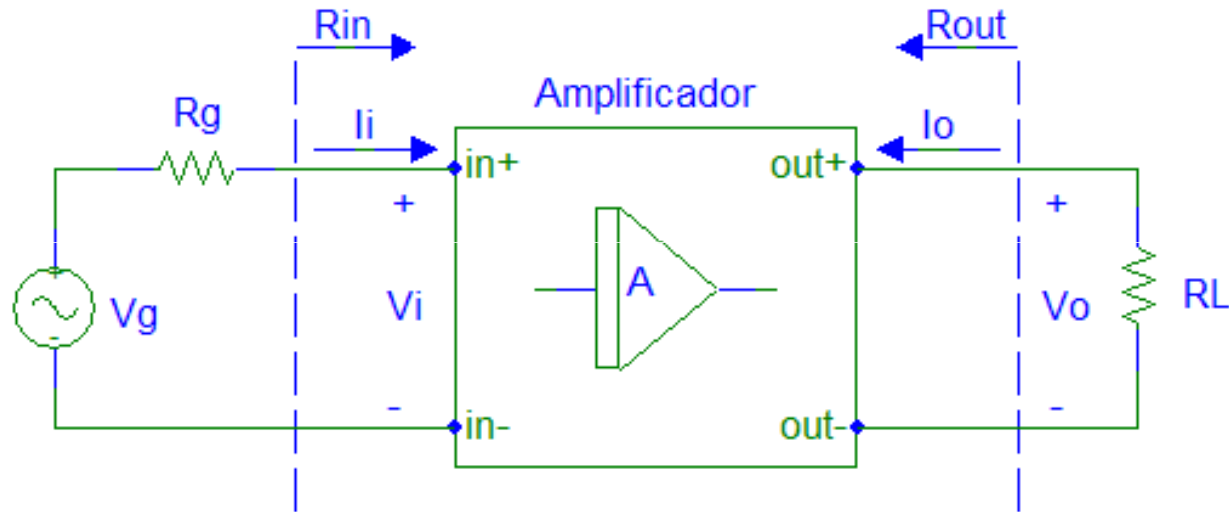 Rin Rout
Amplificador
Rg Ii Io
in+ out+
+ +
+
A
Vg Vi Vo RL
-
- -
in- out-